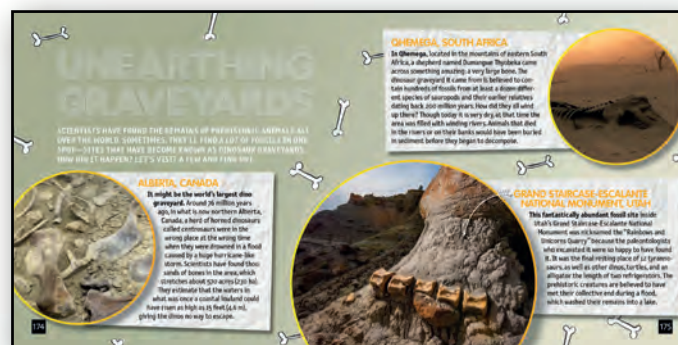 UNEARTHING
GRAVEYARDS
SCIENTISTS HAVE FOUND THE REMAINS OF PREHISTORIC ANIMALS ALL
OVER THE WORLD. SOMETIMES, THEY'LL FIND A LOT OF FOSSILS IN ONE
SPOT—SITES THAT HAVE BECOME KNOWN AS DINOSAUR GRAVEYARDS.
HOW DID IT HAPPEN? LET'S VISIT A FEW AND FIND OUT.
ALBERTA, CANADA
It might be the world's largest dino
graveyard. Around 76 million years
ago, in what is now northern Alberta,
Canada, a herd of horned dinosaurs
called centrosaurs were in the
wrong place at the wrong time
when they were drowned in a flood
caused by a huge hurricane-like
storm. Scientists have found thou-
sands of bones in the area, which
stretches about 570 acres (230 ha).
They estimate that the waters in
what was once a coastal lowland could
have risen as high as 15 feet (4.6 m),
giving the dinos no way to escape.
174
QHEMEGA, SOUTH AFRICA
In Qhemega, located in the mountains of eastern South
Africa, a shepherd named Dumangwe Thyobeka came
across something amazing: a very large bone. The
dinosaur graveyard it came from is believed to con-
tain hundreds of fossils from at least a dozen differ-
ent species of sauropods and their earlier relatives
dating back 200 million years. How did they all wind
up there? Though today it is very dry, at that time the
area was filled with winding rivers. Animals that died
in the rivers or on their banks would have been buried
in sediment before they began to decompose.
GRAND STAIRCASE-ESCALANTE
NATIONAL MONUMENT, UTAH
This fantastically abundant fossil site inside
Utah's Grand Staircase-Escalante National
Monument was nicknamed the "Rainbows and
Unicorns Quarry" because the paleontologists
who excavated it were so happy to have found
it. It was the final resting place of 12 tyranno-
saurs, as well as other dinos, turtles, and an
alligator the length of two refrigerators. The
prehistoric creatures are believed to have
met their collective end during a flood,
which washed their remains into a lake.
175